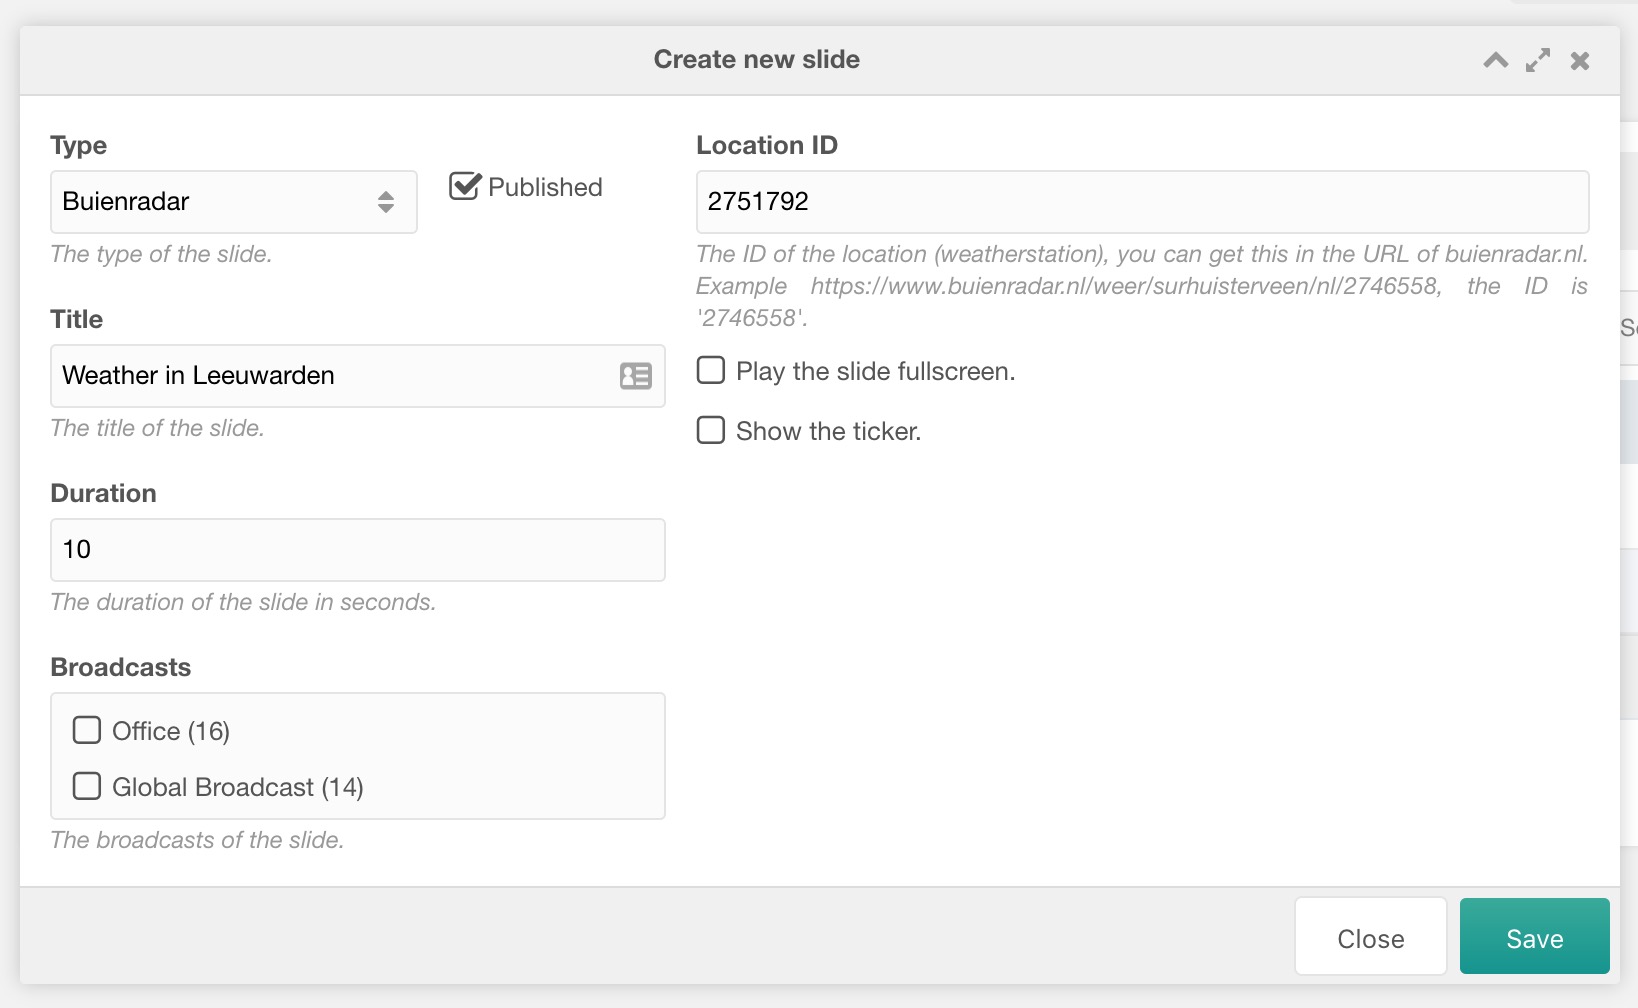 Create new slide
Type
Buienradar
Published
The type of the slide.
Title
Weather in Leeuwarden
The title of the slide.
Duration
10
The duration of the slide in seconds.
Broadcasts
Office (16)
Global Broadcast (14)
The broadcasts of the slide.
Location ID
2751792
The ID of the location (weatherstation), you can get this in the URL of buienradar.nl.
Example https://www.buienradar.nl/weer/surhuisterveen/nl/2746558, the ID is
'2746558'.
Play the slide fullscreen.
Show the ticker.
Close
Save